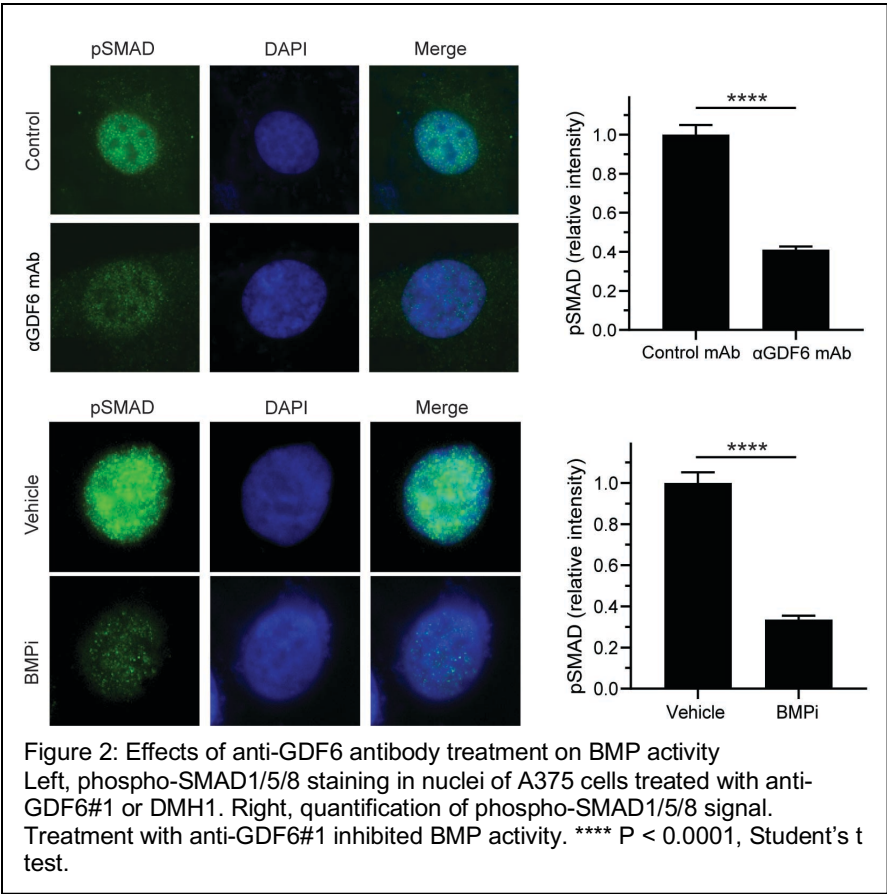 pSMAD DAPI Merge
Control
αGDF6 mAb
****
pSMAD (relative intensity)
1.0
0.8
0.6
0.4
0.2
0.0
Control mAb αGDF6 mAb
pSMAD DAPI Merge
Vehicle
BMPi
****
pSMAD (relative intensity)
1.0
0.8
0.6
0.4
0.2
0.0
Vehicle BMPi
Figure 2: Effects of anti-GDF6 antibody treatment on BMP activity
Left, phospho-SMAD1/5/8 staining in nuclei of A375 cells treated with anti-
GDF6#1 or DMH1. Right, quantification of phospho-SMAD1/5/8 signal.
Treatment with anti-GDF6#1 inhibited BMP activity. **** P < 0.0001, Student's t
test.